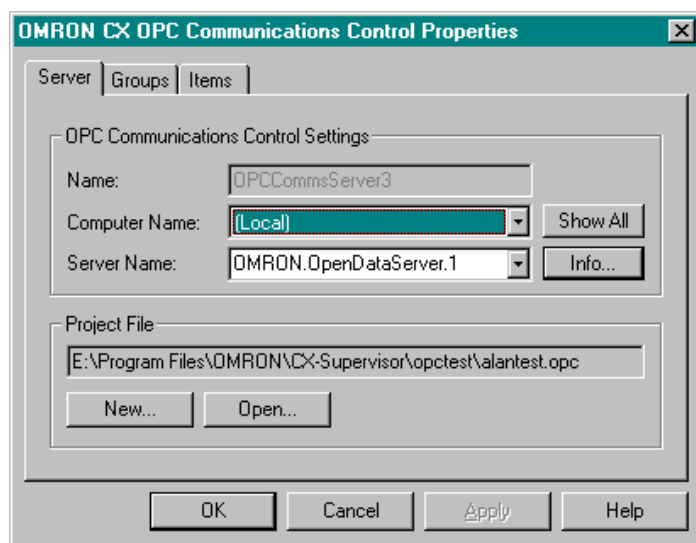 OMRON CX OPC Communications Control Properties
Server Groups Items
OPC Communications Control Settings
Name: OPCCommsServer3
Computer Name: (Local) Show All
Server Name: OMRON.OpenDataServer.1 Info...
Project File
E:\Program Files\OMRON\CX-Supervisor\opctest\alantest.opc
New... Open...
OK Cancel Apply Help